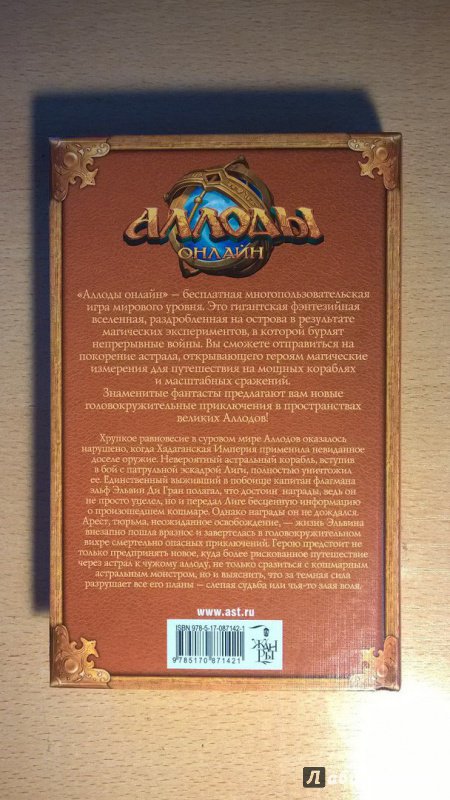 АЛЛОДЫ
ОНЛАЙН
«Аллоды онлайн» — бесплатная многопользовательская
игра мирового уровня. Это гигантская фэнтезийная
вселенная, раздробленная на острова в результате
магических экспериментов, в которой бурлят
непрерывные войны. Вы сможете отправиться на
покорение астрала, открывающего героям магические
измерения для путешествия на мощных кораблях
и масштабных сражений.
Знаменитые фантасты предлагают вам новые
головокружительные приключения в пространствах
великих Аллодов!
Хрупкое равновесие в суровом мире Аллодов оказалось
нарушено, когда Хадаганская Империя применила невиданное
доселе оружие. Невероятный астральный корабль, вступив
в бой с патрульной эскадрой Лиги, полностью уничтожил
ее. Единственный выживший в побоище капитан флагмана
эльф Эльвин Ди Гран полагал, что достоин награды, ведь он
не просто уцелел, но и передал Лиге бесценную информацию
о произошедшем кошмаре. Однако награды он не дождался.
Арест, тюрьма, неожиданное освобождение, — жизнь Эльвина
внезапно пошла вразнос и завертелась в головокружительном
вихре смертельно опасных приключений. Герою предстоит не
только предпринять новое, куда более рискованное путешествие
через астрал к чужому аллоду, не только сразиться с кошмарным
астральным монстром, но и выяснить, что за темная сила
разрушает все его планы — слепая судьба или чья-то злая воля.
www.ast.ru
ISBN 978-5-17-087142-1
9 785170 871421
ЖАНРЫ
Л